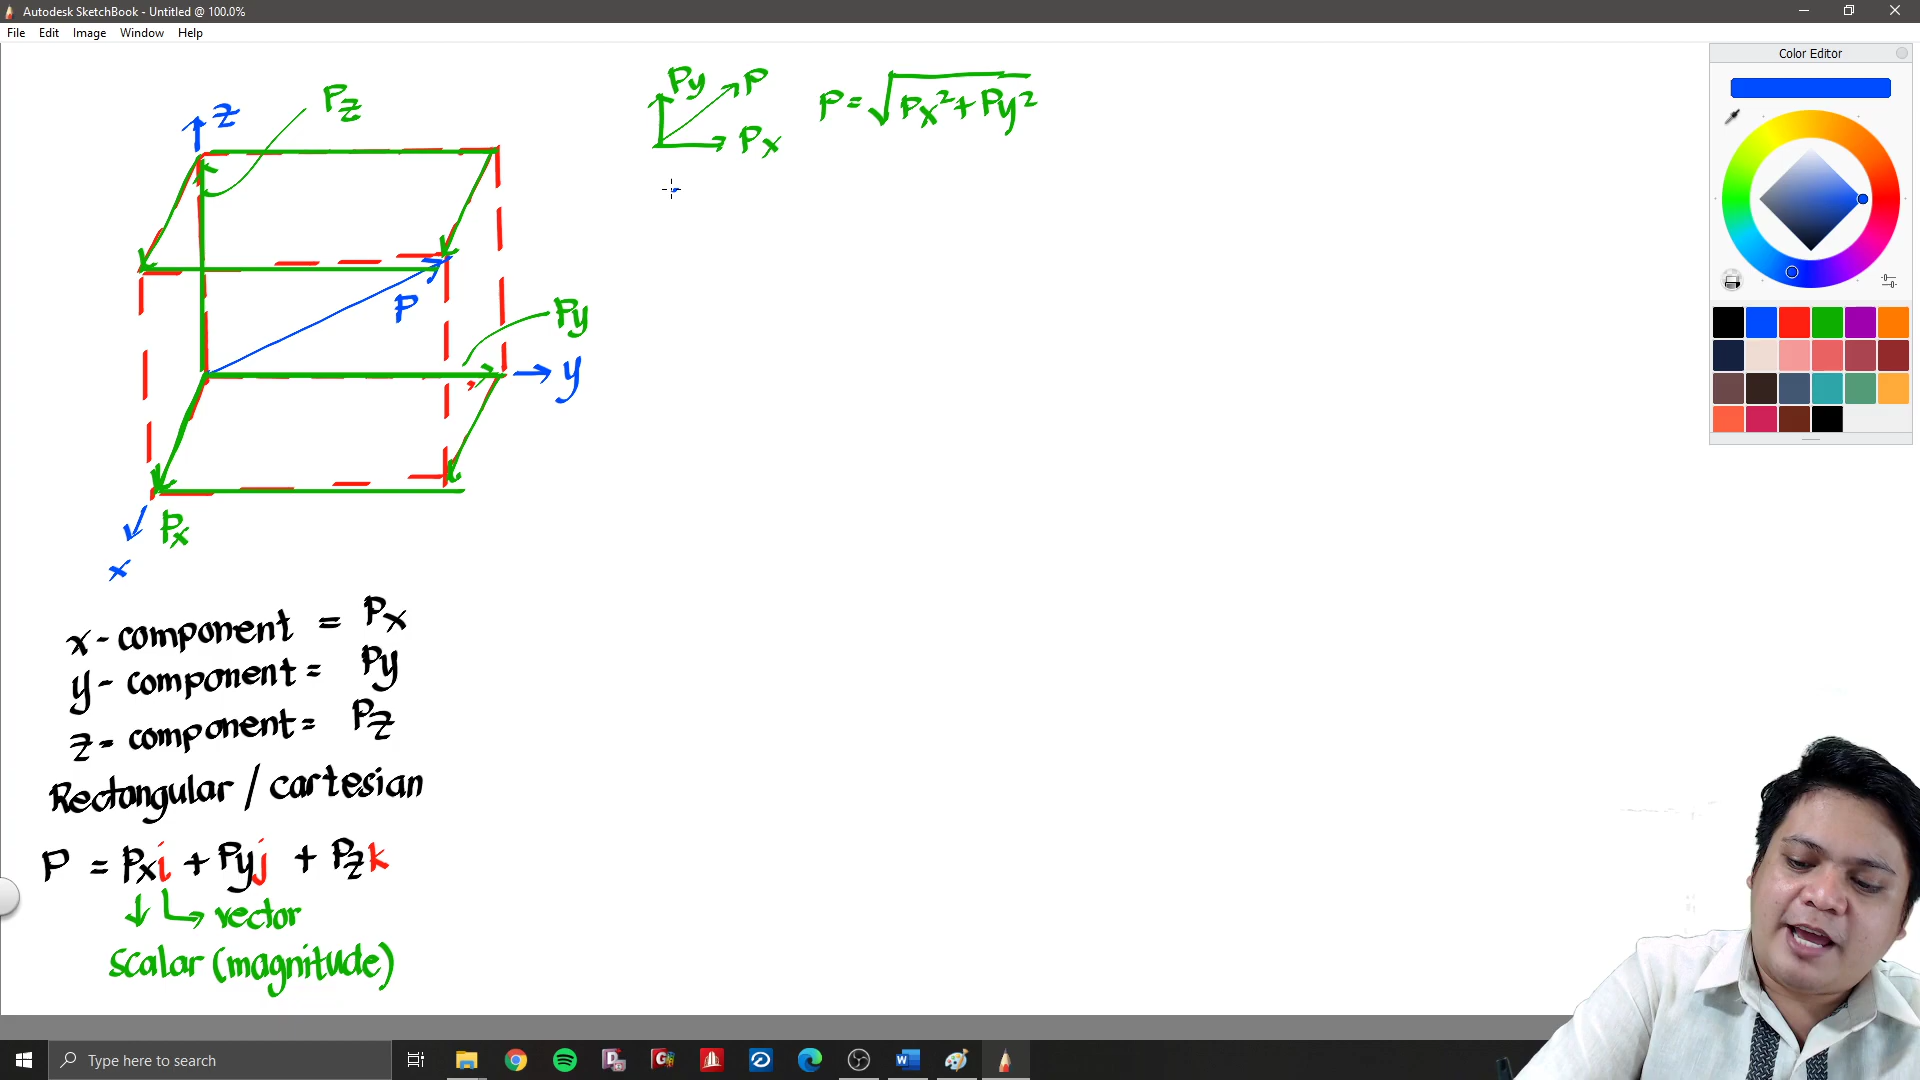 Autodesk SketchBook - Untitled @ 100.0%
File Edit Image Window Help
Color Editor
Pz
z
Py
P
Px
P = √Px² + Py²
P
Py
y
Px
x
x - component = Px
y - component = Py
z - component = Pz
Rectangular / cartesian
P = Pxi + Pyj + Pzk
vector
scalar (magnitude)
Type here to search